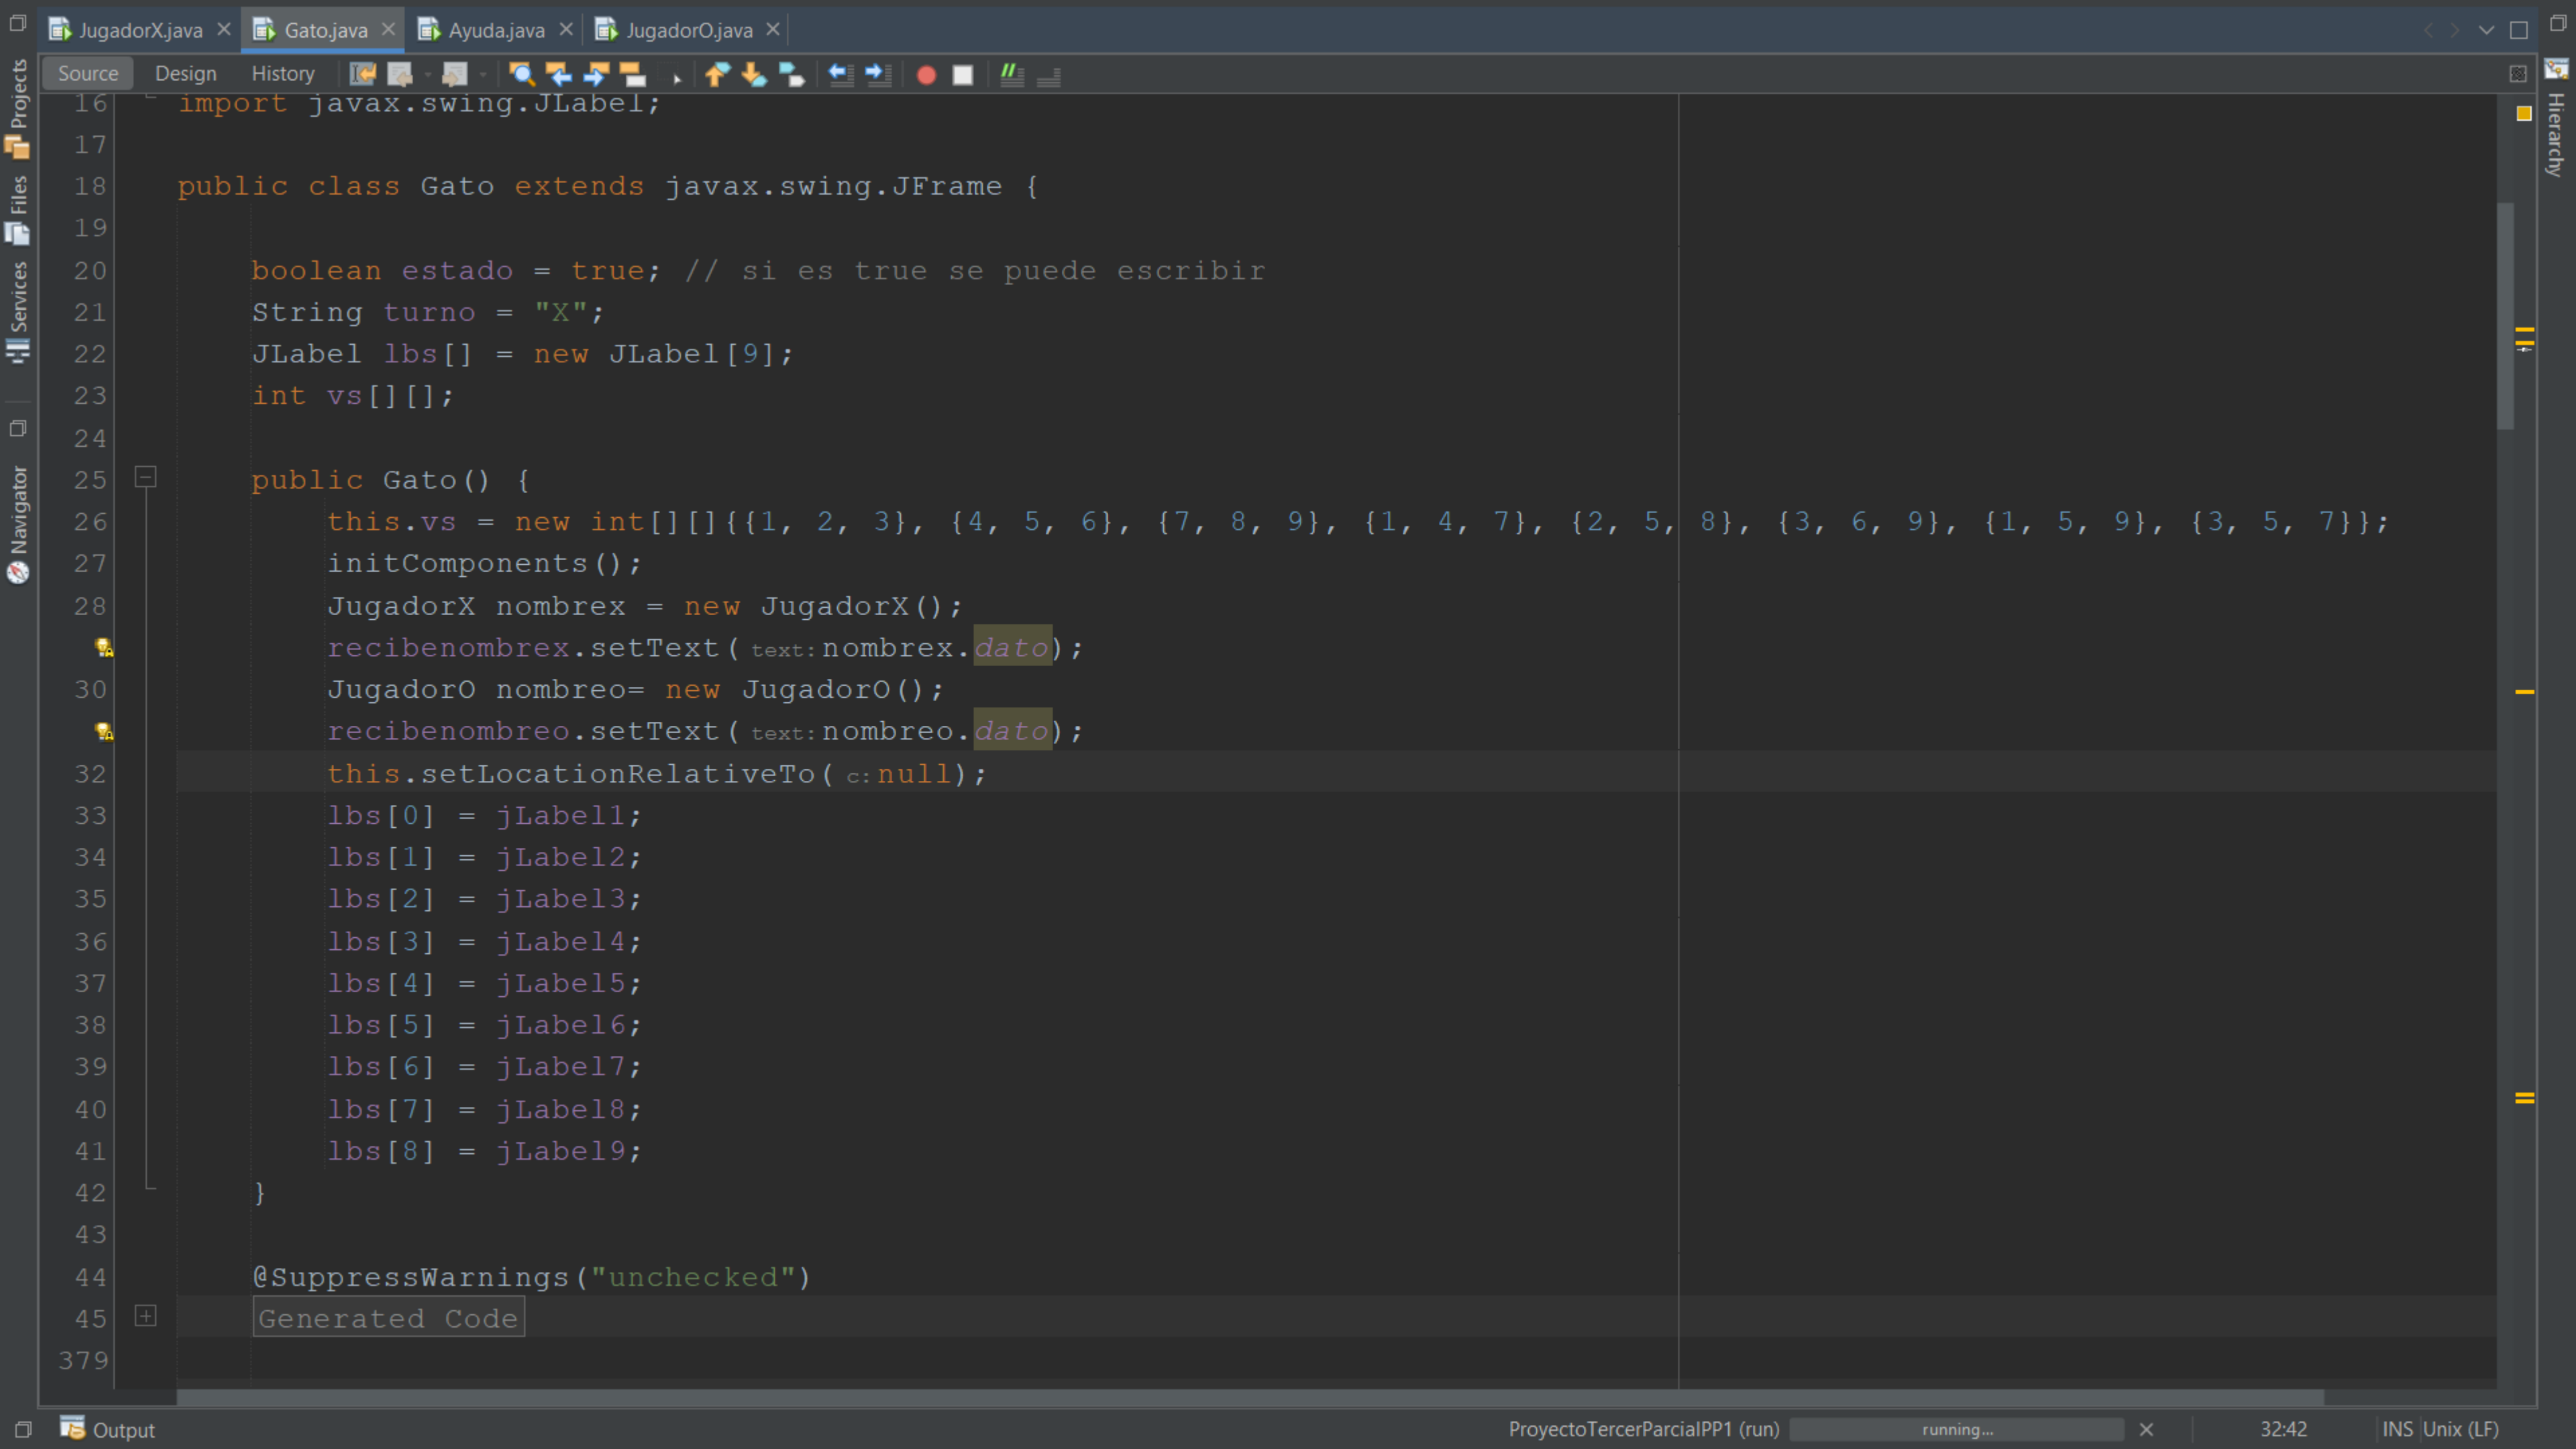 JugadorX.java Gato.java Ayuda.java JugadorO.java
Source Design History
Projects
Files
Services
Navigator
Hierarchy
16 import javax.swing.JLabel;
17
18 public class Gato extends javax.swing.JFrame {
19
20 boolean estado = true; // si es true se puede escribir
21 String turno = "X";
22 JLabel lbs[] = new JLabel[9];
23 int vs[][];
24
25 public Gato() {
26 this.vs = new int[][]{{1, 2, 3}, {4, 5, 6}, {7, 8, 9}, {1, 4, 7}, {2, 5, 8}, {3, 6, 9}, {1, 5, 9}, {3, 5, 7}};
27 initComponents();
28 JugadorX nombrex = new JugadorX();
recibenombrex.setText( text: nombrex.dato);
30 JugadorO nombreo= new JugadorO();
recibenombreo.setText( text: nombreo.dato);
32 this.setLocationRelativeTo( c: null);
33 lbs[0] = jLabel1;
34 lbs[1] = jLabel2;
35 lbs[2] = jLabel3;
36 lbs[3] = jLabel4;
37 lbs[4] = jLabel5;
38 lbs[5] = jLabel6;
39 lbs[6] = jLabel7;
40 lbs[7] = jLabel8;
41 lbs[8] = jLabel9;
42 }
43
44 @SuppressWarnings("unchecked")
45 Generated Code
379
Output ProyectoTercerParcialPP1 (run) running... 32:42 INS Unix (LF)